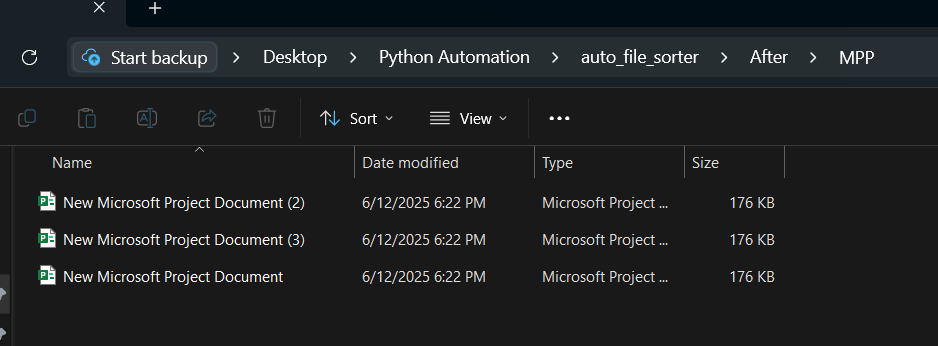 Start backup > Desktop > Python Automation > auto_file_sorter > After > MPP
Sort View
Name Date modified Type Size
New Microsoft Project Document (2) 6/12/2025 6:22 PM Microsoft Project ... 176 KB
New Microsoft Project Document (3) 6/12/2025 6:22 PM Microsoft Project ... 176 KB
New Microsoft Project Document 6/12/2025 6:22 PM Microsoft Project ... 176 KB